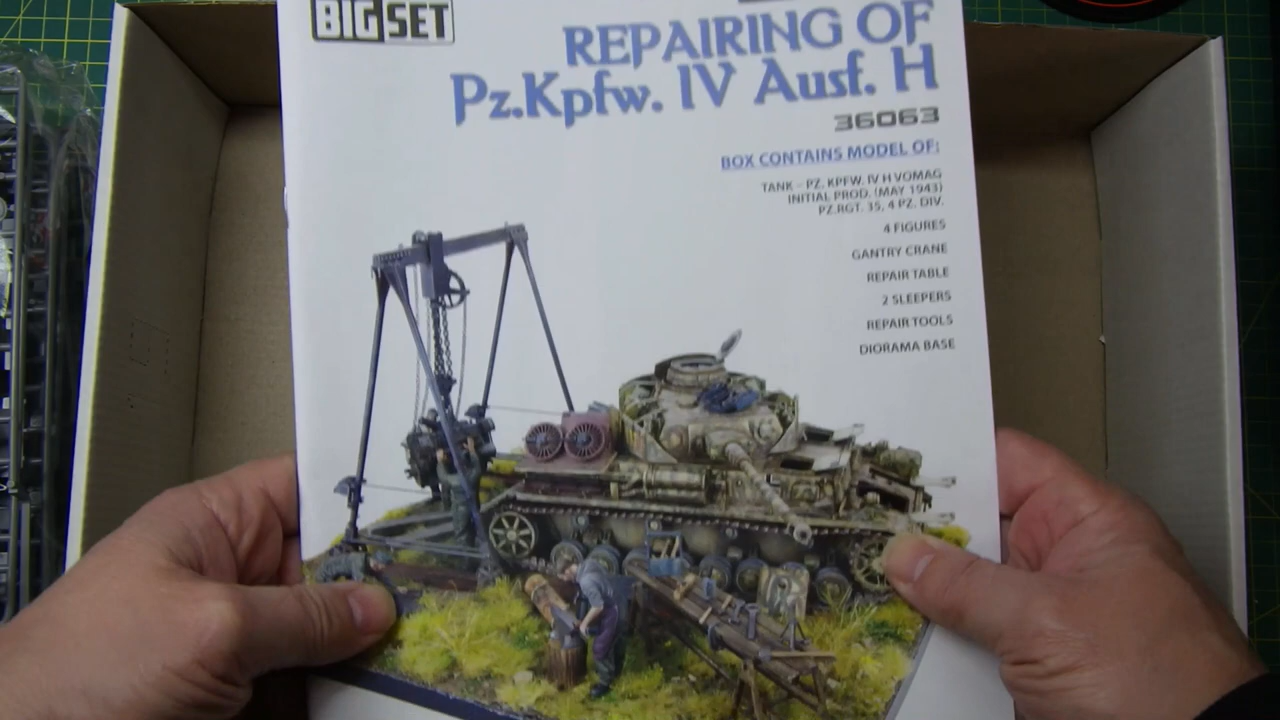 BIG SET
REPAIRING OF
Pz.Kpfw. IV Ausf. H
36063
BOX CONTAINS MODEL OF:
TANK - PZ. KPFW. IV H VOMAG
INITIAL PROD. (MAY 1943)
PZ.RGT. 35, 4 PZ. DIV.
4 FIGURES
GANTRY CRANE
REPAIR TABLE
2 SLEEPERS
REPAIR TOOLS
DIORAMA BASE